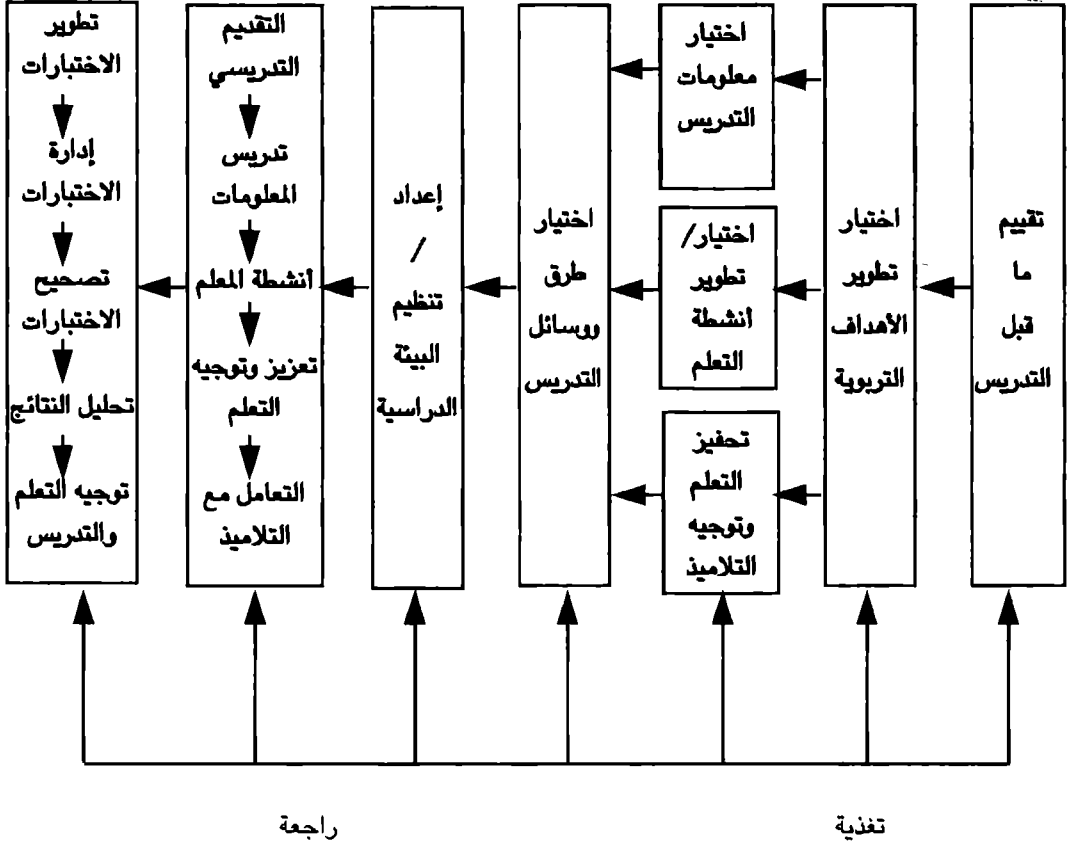 تقييم
ما
قبل
التدريس
اختيار
تطوير
الأهداف
التربوية
اختيار
معلومات
التدريس
اختيار/
تطوير
أنشطة
التعلم
تحفيز
التعلم
وتوجيه
التلاميذ
اختيار
طرق
ووسائل
التدريس
إعداد
/
تنظيم
البيئة
الدراسية
التقديم
التدريسي
تدريس
المعلومات
أنشطة المعلم
تعزيز وتوجيه
التعلم
التعامل مع
التلاميذ
تطوير
الاختبارات
إدارة
الاختبارات
تصحيح
الاختبارات
تحليل النتائج
توجيه التعلم
والتدريس
تغذية راجعة